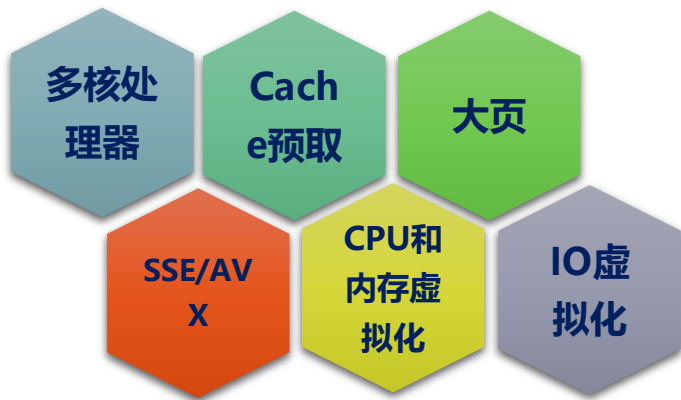 多核处
理器
Cach
e预取
大页
SSE/AV
X
CPU和
内存虚
拟化
IO虚
拟化